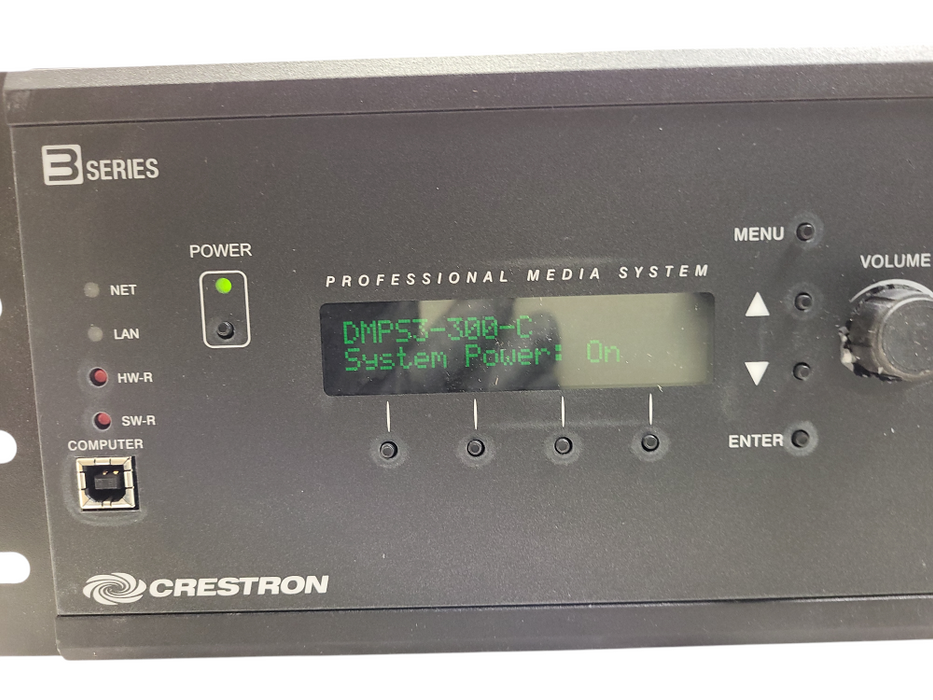 3 SERIES
POWER
NET
LAN
HW-R
SW-R
COMPUTER
PROFESSIONAL MEDIA SYSTEM
DMPS3-300-C
System Power: On
MENU
ENTER
VOLUME
CRESTRON